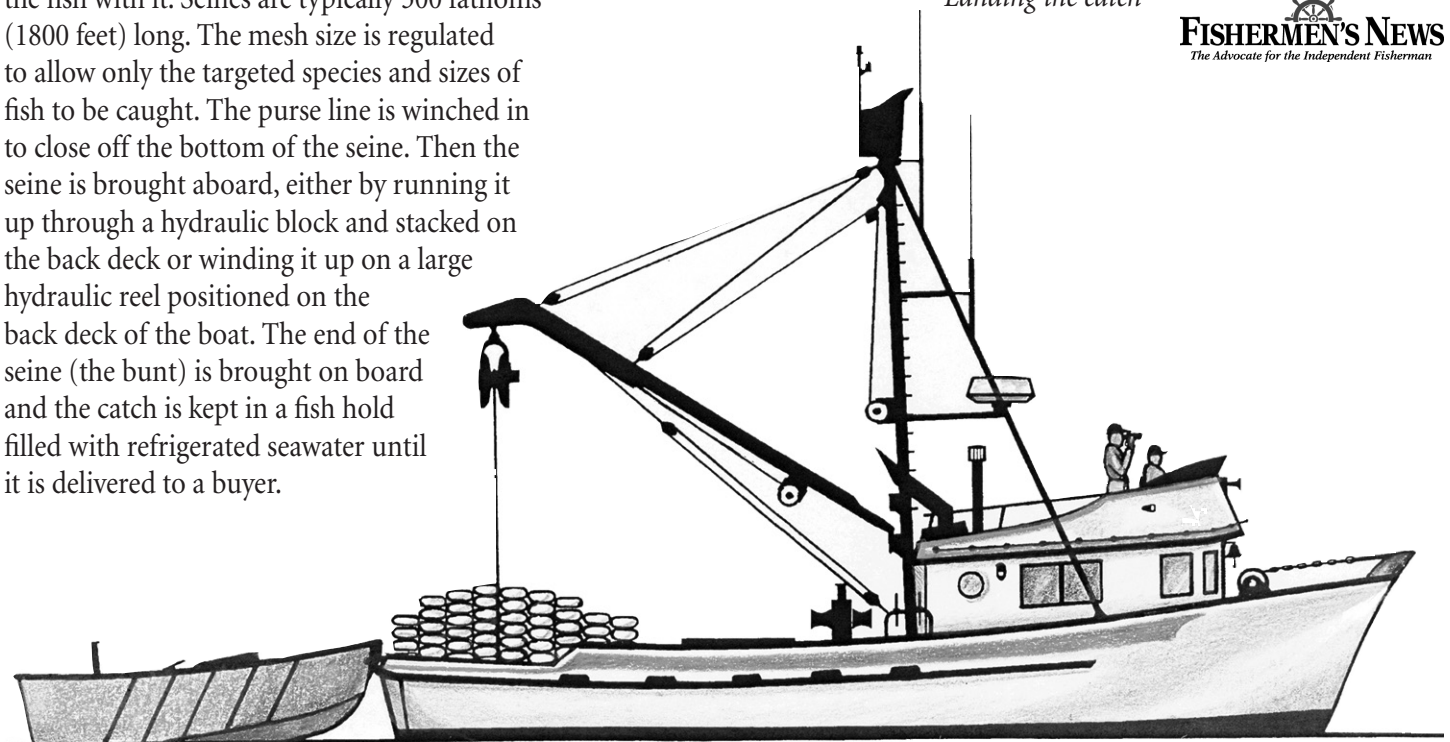 the fish with it. Seines are typically 300 fathoms
(1800 feet) long. The mesh size is regulated
to allow only the targeted species and sizes of
fish to be caught. The purse line is winched in
to close off the bottom of the seine. Then the
seine is brought aboard, either by running it
up through a hydraulic block and stacked on
the back deck or winding it up on a large
hydraulic reel positioned on the
back deck of the boat. The end of the
seine (the bunt) is brought on board
and the catch is kept in a fish hold
filled with refrigerated seawater until
it is delivered to a buyer.
Landing the catch
FISHERMEN'S NEWS
The Advocate for the Independent Fisherman